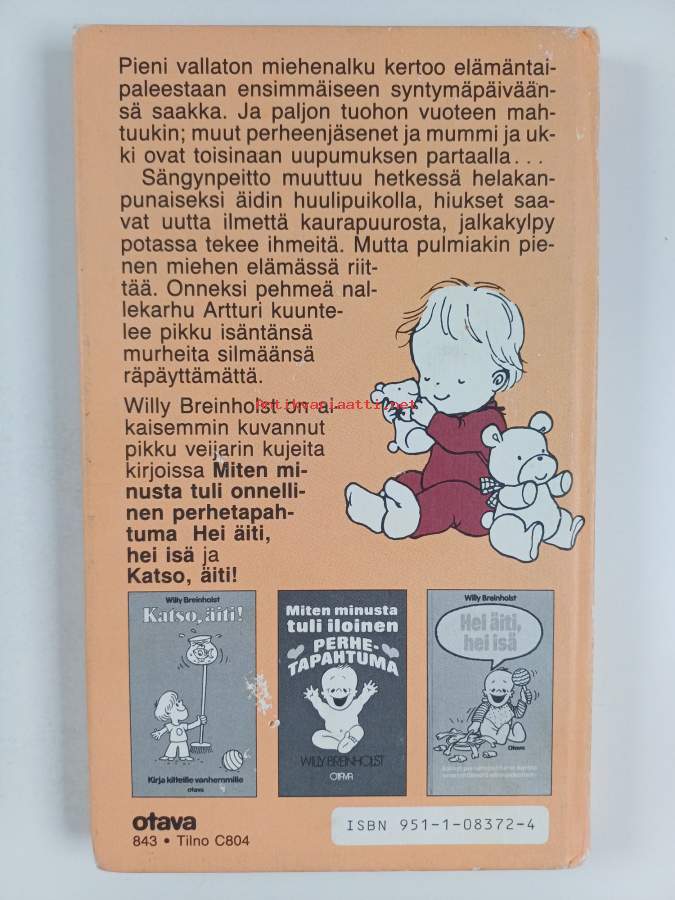 Pieni vallaton miehenalku kertoo elämäntai-
paleestaan ensimmäiseen syntymäpäivään-
sä saakka. Ja paljon tuohon vuoteen mah-
tuukin; muut perheenjäsenet ja mummi ja uk-
ki ovat toisinaan uupumuksen partaalla...
Sängynpeitto muuttuu hetkessä helakan-
punaiseksi äidin huulipuikolla, hiukset saa-
vat uutta ilmettä kaurapuurosta, jalkakylpy
potassa tekee ihmeitä. Mutta pulmiakin pie-
nen miehen elämässä riit-
tää. Onneksi pehmeä nal-
lekarhu Artturi kuunte-
lee pikku isäntänsä
murheita silmäänsä
räpäyttämättä.
Willy Breinholst on ai-
kaisemmin kuvannut
pikku veijarin kujeita
kirjoissa Miten mi-
nusta tuli onnelli-
nen perhetapah-
tuma Hei äiti,
hei isä ja
Katso, äiti!
Antikvariaatti.net
Willy Breinholst
Katso, äiti!
Kirja kilteille vanhemmille
otava
Miten minusta
tuli iloinen
PERHE-
TAPAHTUMA
WILLY BREINHOLST
OTAVA
Willy Breinholst
Hei äiti,
hei isä
Otava
otava
843 • Tilno C804
ISBN 951-1-08372-4